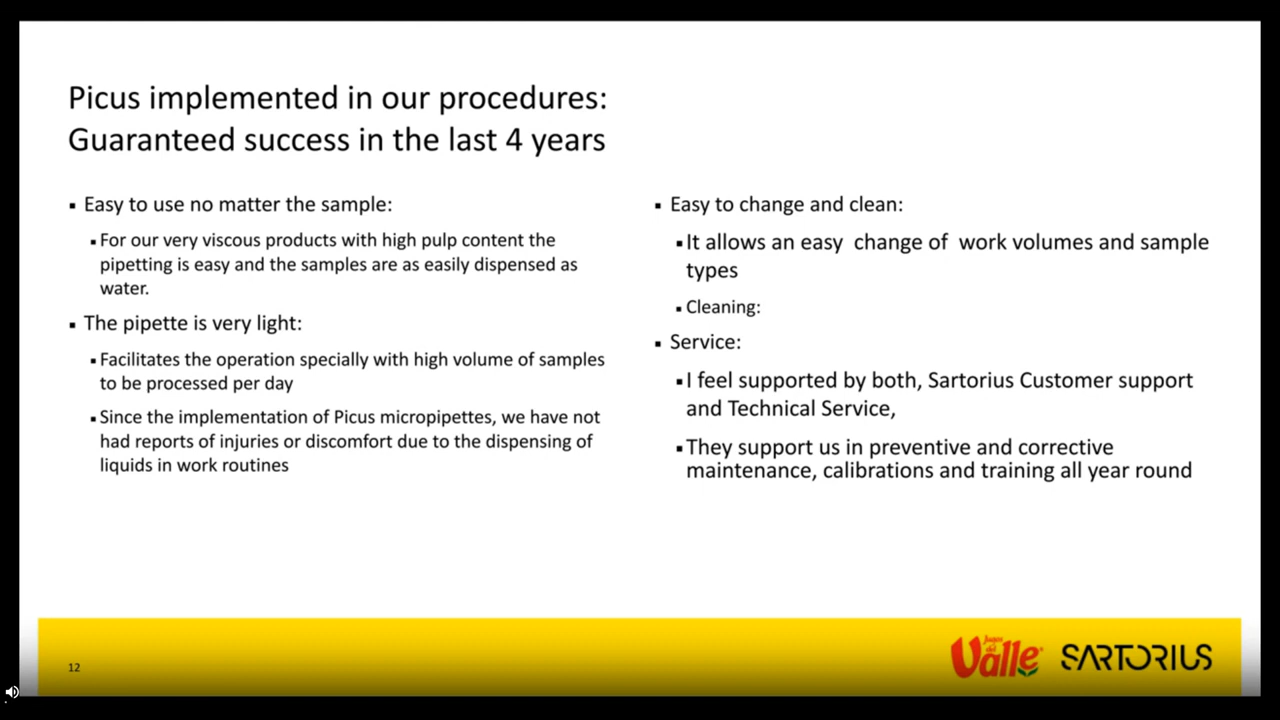 Picus implemented in our procedures:
Guaranteed success in the last 4 years
▪ Easy to use no matter the sample:
▪ For our very viscous products with high pulp content the
pipetting is easy and the samples are as easily dispensed as
water.
▪ The pipette is very light:
▪ Facilitates the operation specially with high volume of samples
to be processed per day
▪ Since the implementation of Picus micropipettes, we have not
had reports of injuries or discomfort due to the dispensing of
liquids in work routines
▪ Easy to change and clean:
▪ It allows an easy change of work volumes and sample
types
▪ Cleaning:
▪ Service:
▪ I feel supported by both, Sartorius Customer support
and Technical Service,
▪ They support us in preventive and corrective
maintenance, calibrations and training all year round
12
Jugos
del
Valle
SARTORIUS